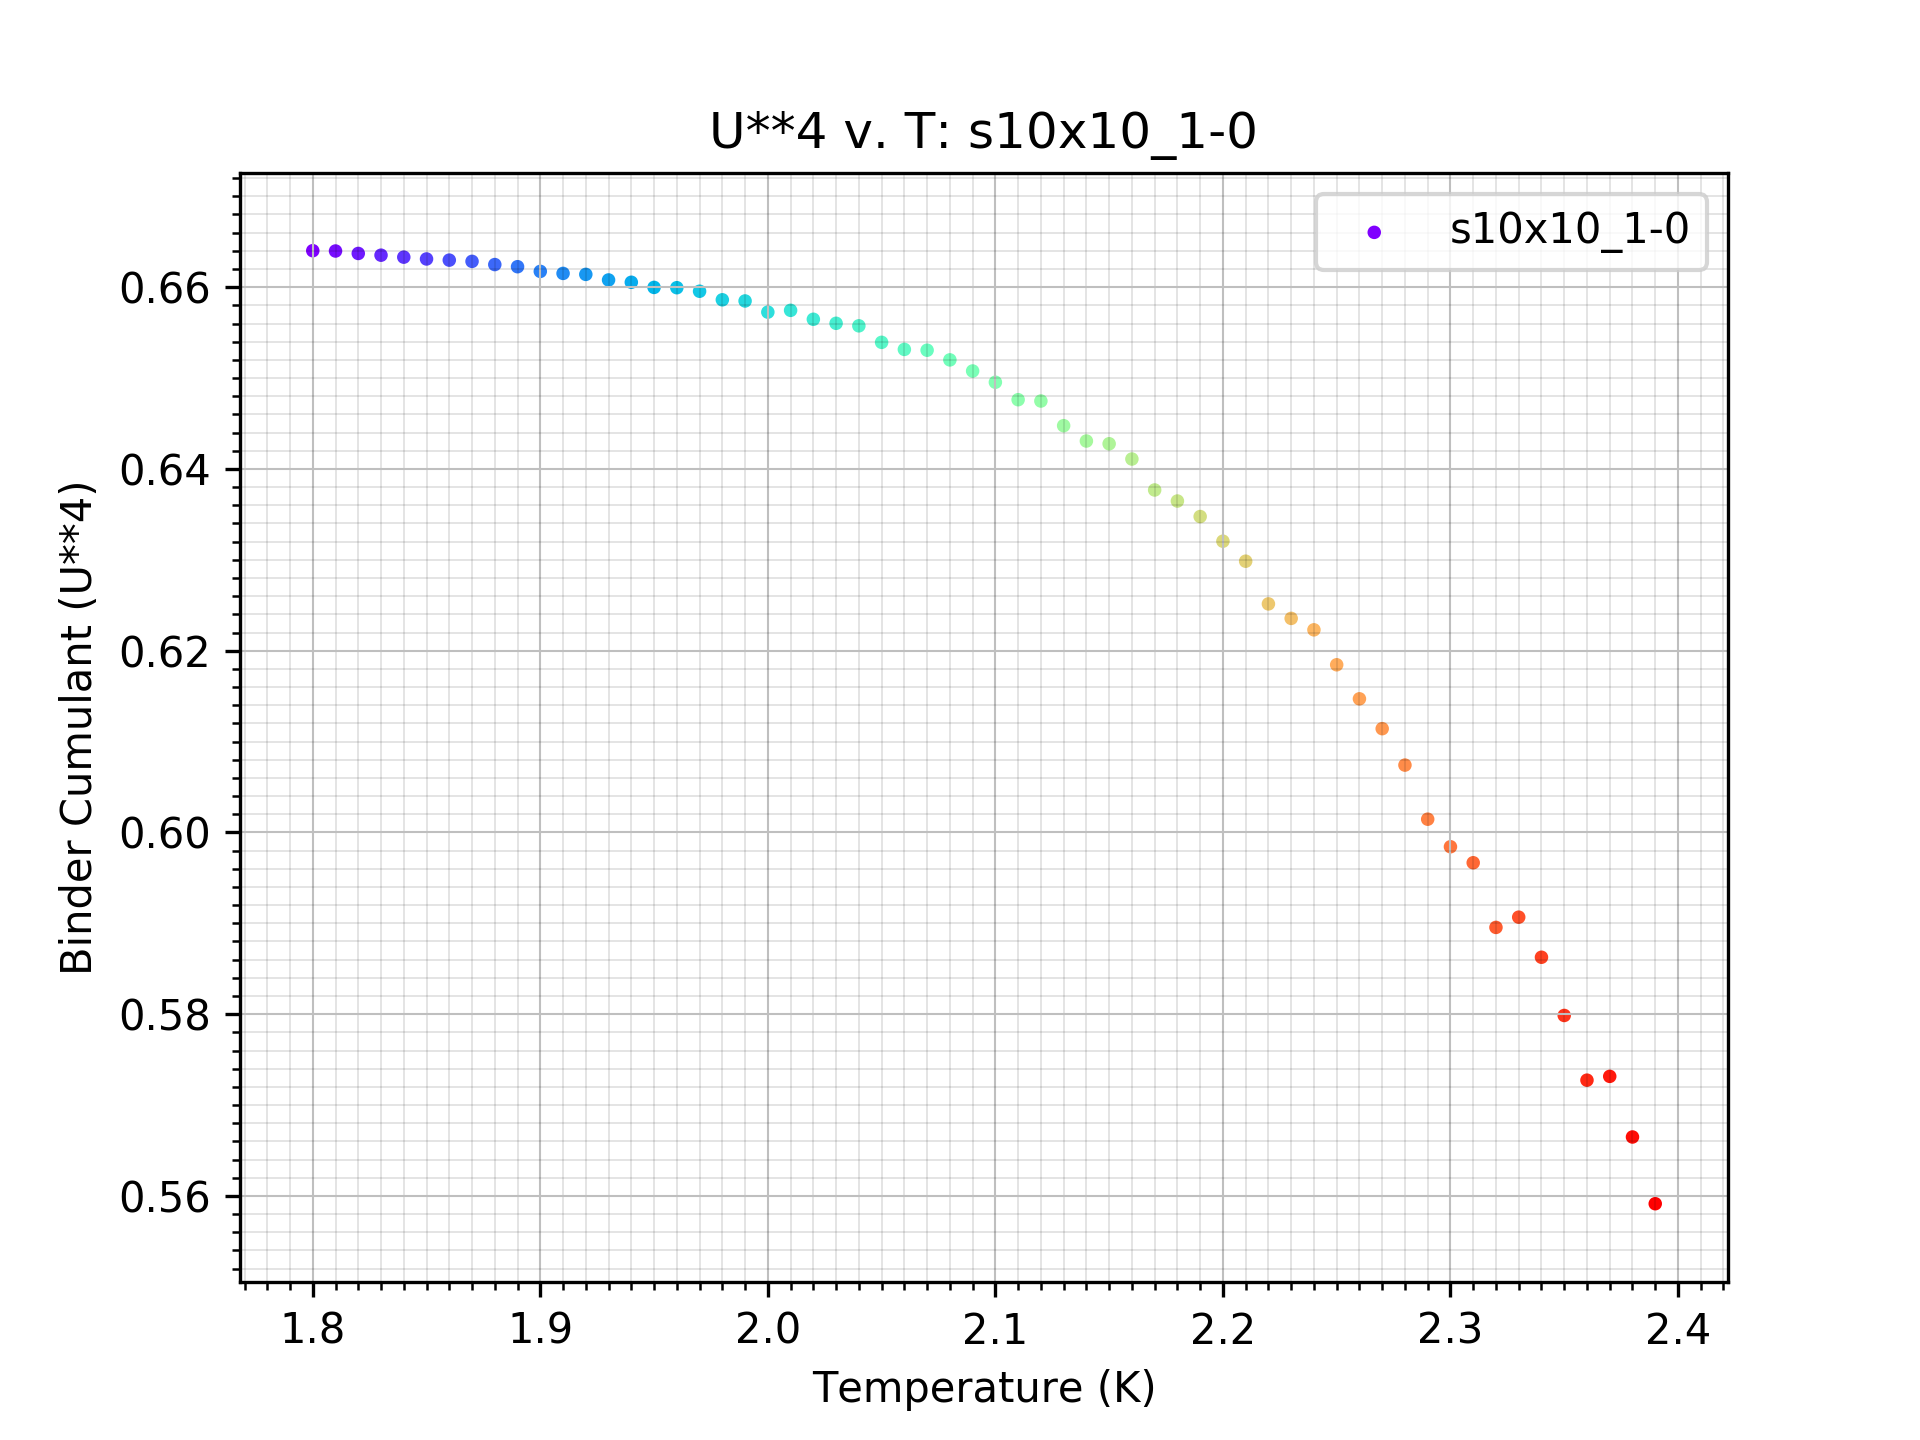 U**4 v. T: s10x10_1-0
s10x10_1-0
Binder Cumulant (U**4)
0.66
0.64
0.62
0.60
0.58
0.56
1.8 1.9 2.0 2.1 2.2 2.3 2.4
Temperature (K)